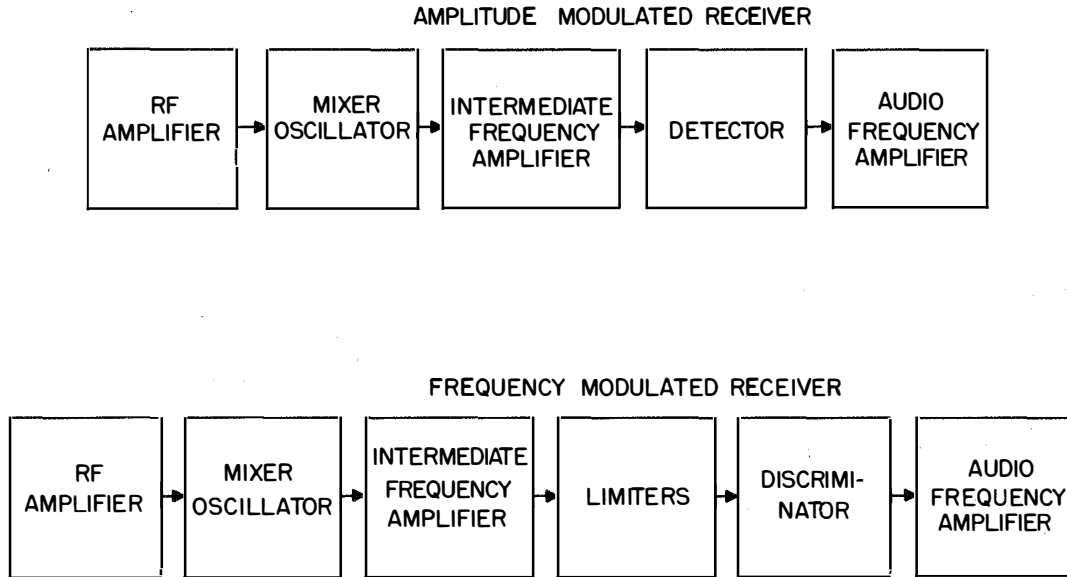 AMPLITUDE MODULATED RECEIVER
RF
AMPLIFIER
MIXER
OSCILLATOR
INTERMEDIATE
FREQUENCY
AMPLIFIER
DETECTOR
AUDIO
FREQUENCY
AMPLIFIER
FREQUENCY MODULATED RECEIVER
RF
AMPLIFIER
MIXER
OSCILLATOR
INTERMEDIATE
FREQUENCY
AMPLIFIER
LIMITERS
DISCRIMI-
NATOR
AUDIO
FREQUENCY
AMPLIFIER